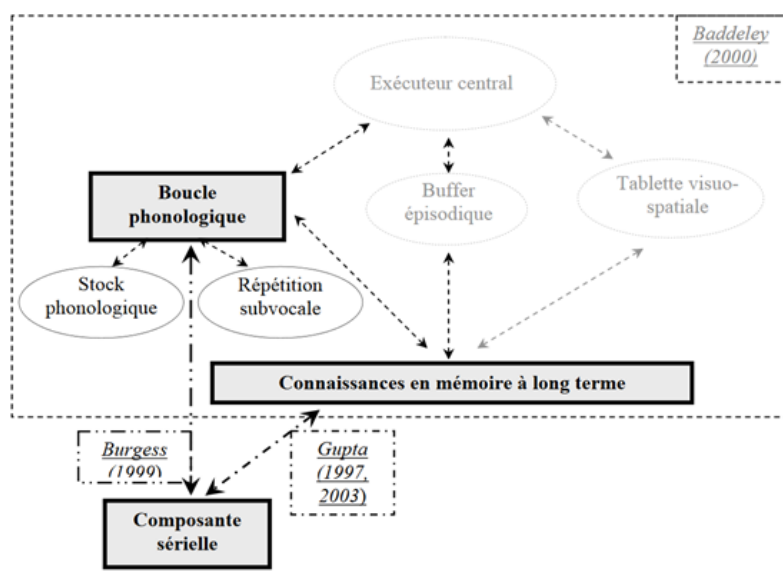 Baddeley
(2000)
Exécuteur central
Boucle
phonologique
Buffer
épisodique
Tablette visuo-
spatiale
Stock
phonologique
Répétition
subvocale
Connaissances en mémoire à long terme
Burgess
(1999)
Gupta
(1997,
2003)
Composante
sérielle